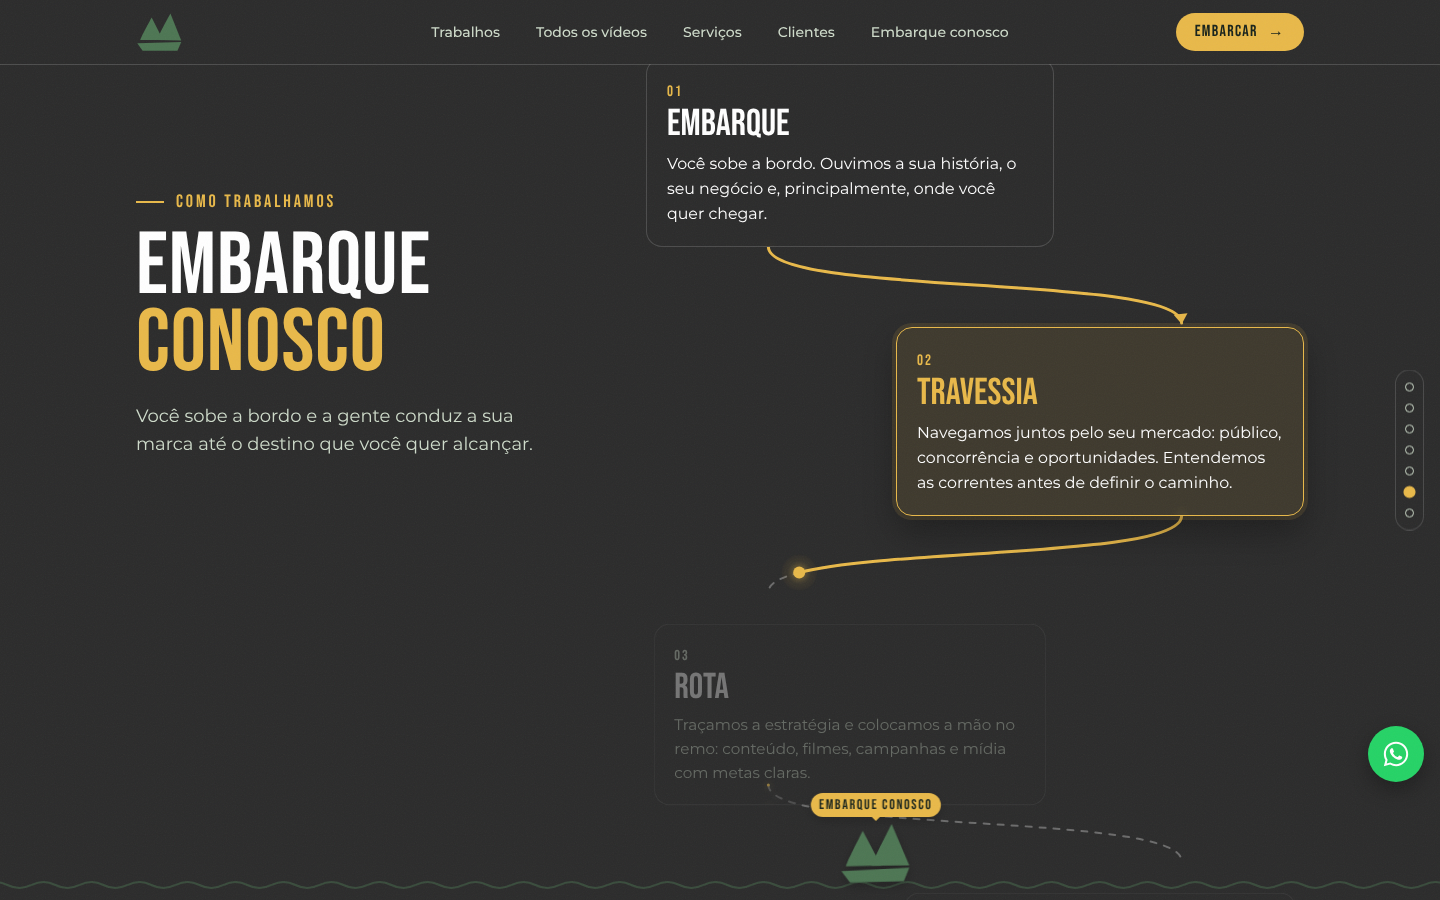 Trabalhos
Todos os vídeos
Serviços
Clientes
Embarque conosco
EMBARCAR →
COMO TRABALHAMOS
EMBARQUE
CONOSCO
Você sobe a bordo e a gente conduz a sua
marca até o destino que você quer alcançar.
01
EMBARQUE
Você sobe a bordo. Ouvimos a sua história, o
seu negócio e, principalmente, onde você
quer chegar.
02
TRAVESSIA
Navegamos juntos pelo seu mercado: público,
concorrência e oportunidades. Entendemos
as correntes antes de definir o caminho.
03
ROTA
Traçamos a estratégia e colocamos a mão no
remo: conteúdo, filmes, campanhas e mídia
com metas claras.
EMBARQUE CONOSCO